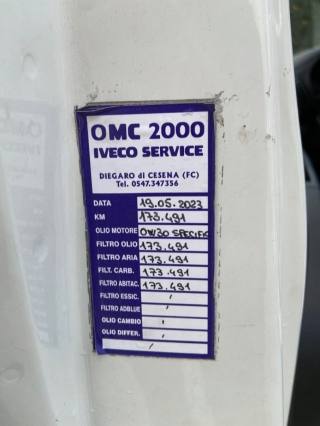 OMC 2000
IVECO SERVICE
DIEGARO di CESENA (FC)
Tel. 0547.347356
DATA 19.05.2023
KM 173.491
OLIO MOTORE 0W30 SPECIFIC
FILTRO OLIO 173.491
FILTRO ARIA 173.491
FILT. CARB. 173.491
FILTRO ABITAC. 173.491
FILTRO ESSIC. /
FILTRO ADBLUE /
OLIO CAMBIO /
OLIO DIFFER. /
/